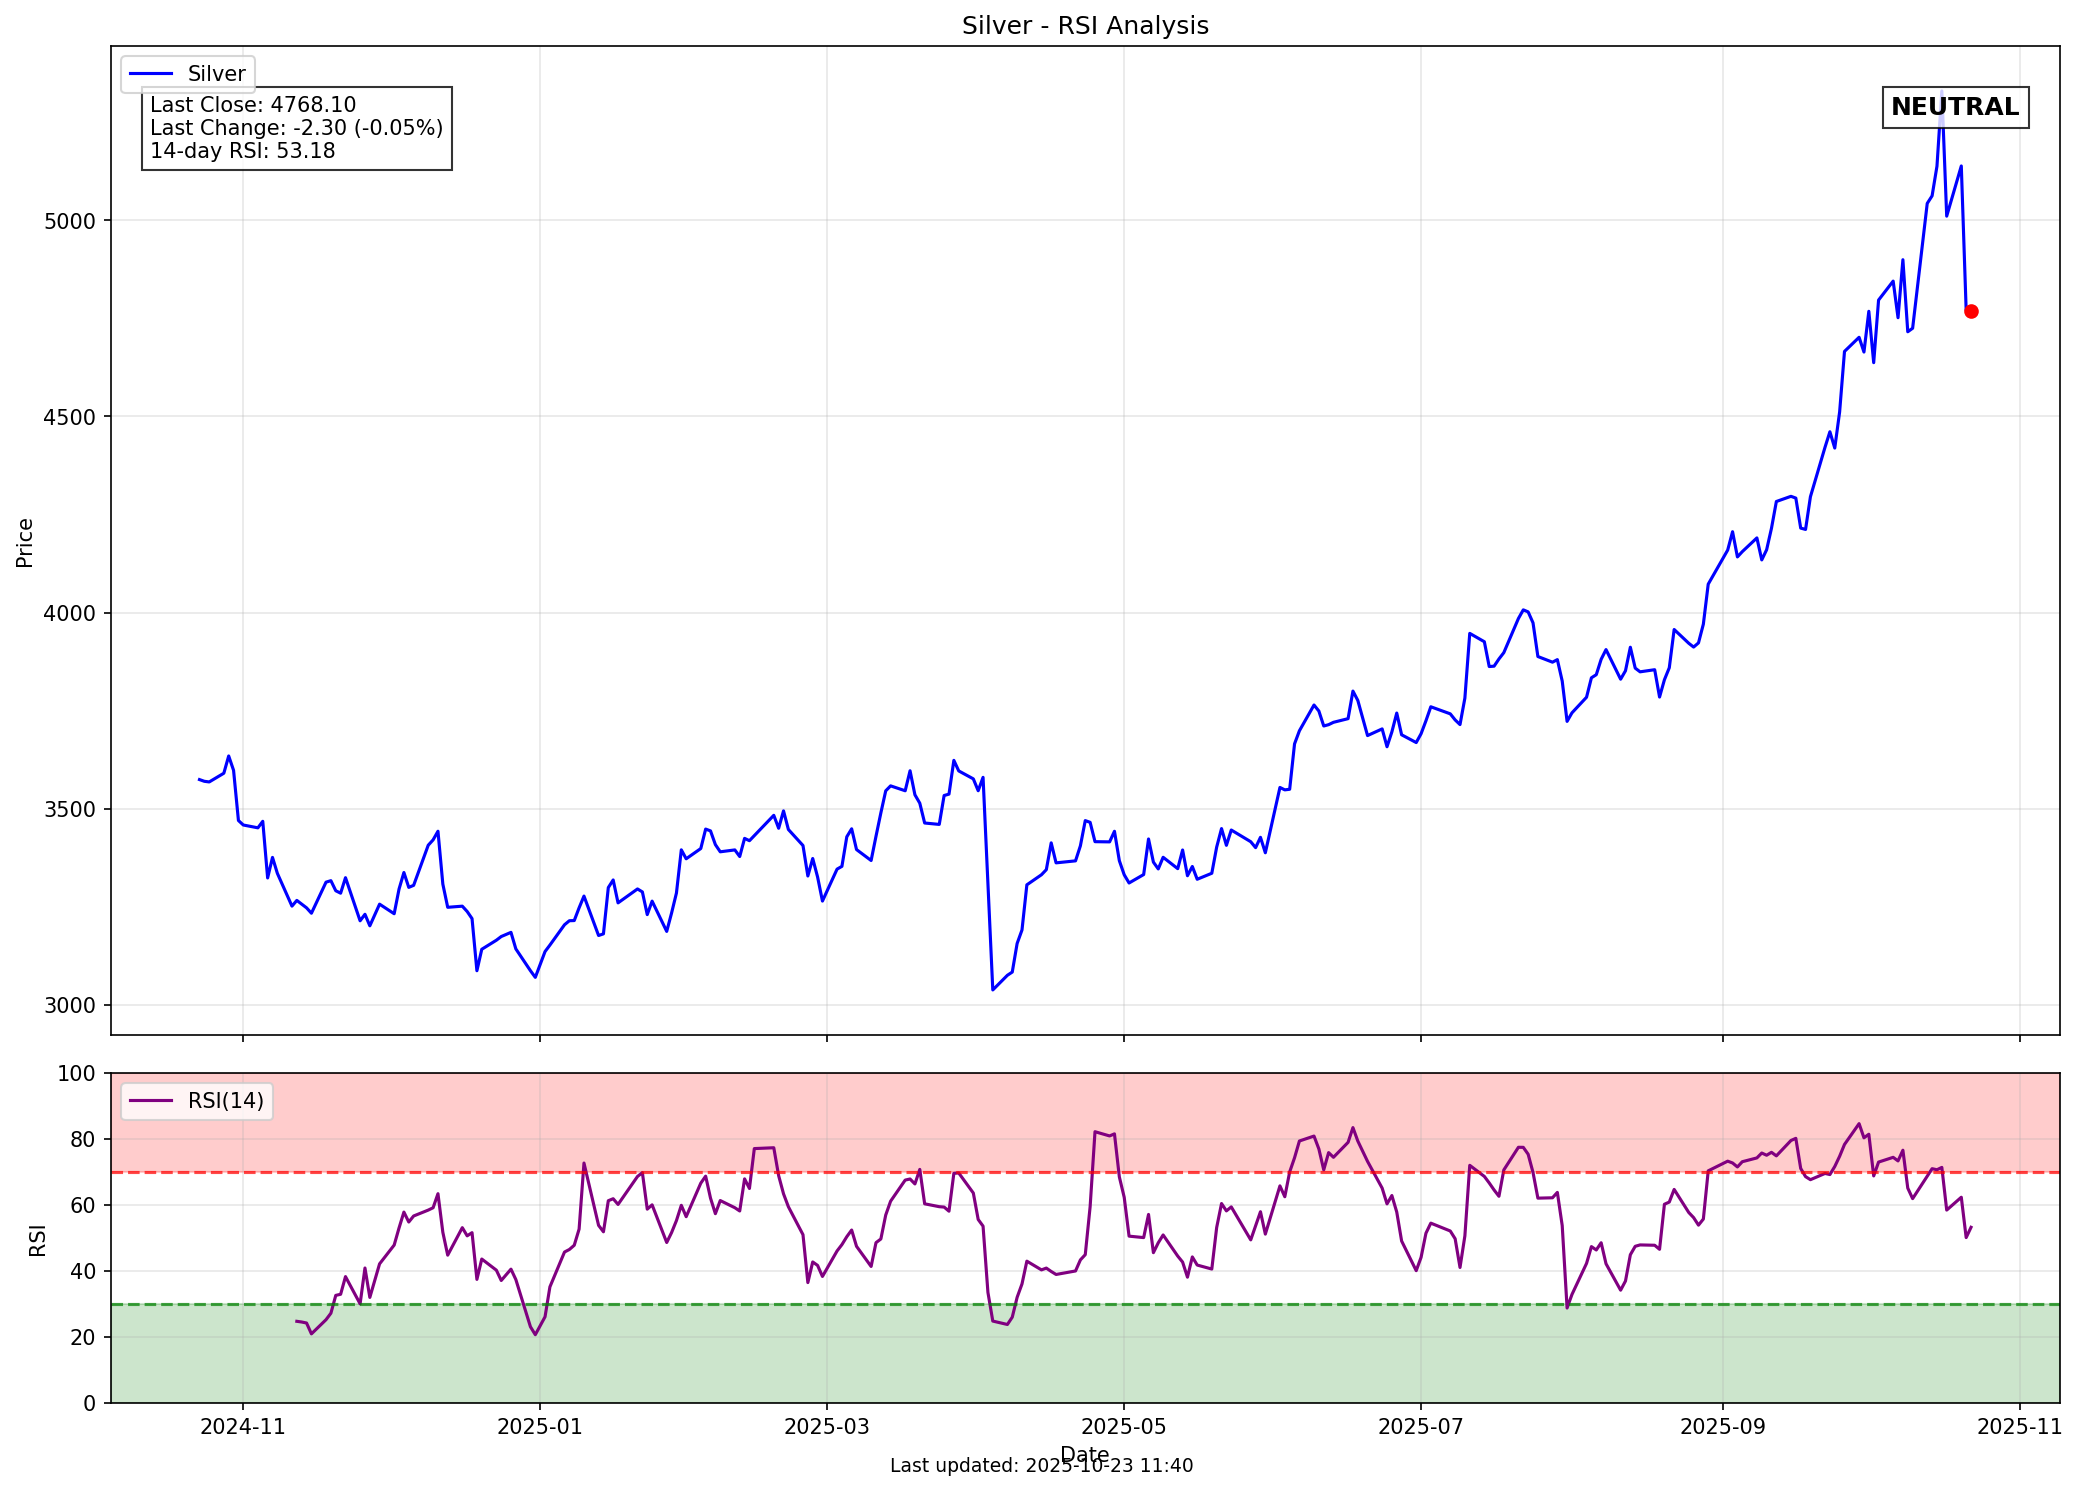 Silver - RSI Analysis
Silver
Last Close: 4768.10
Last Change: -2.30 (-0.05%)
14-day RSI: 53.18
NEUTRAL
Price
5000
4500
4000
3500
3000
RSI(14)
RSI
100
80
60
40
20
0
2024-11
2025-01
2025-03
2025-05
2025-07
2025-09
2025-11
Date
Last updated: 2025-10-23 11:40